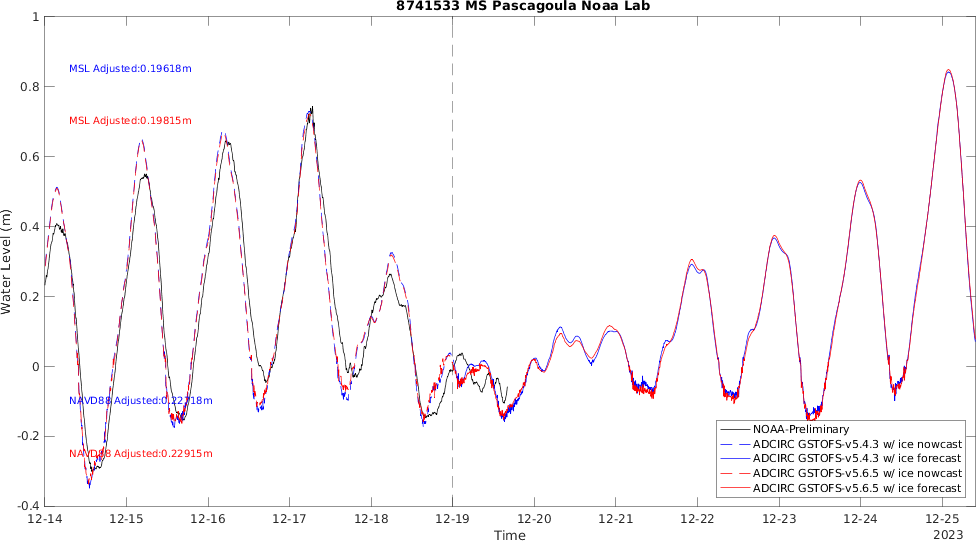 8741533 MS Pascagoula Noaa Lab
1
0.8
0.6
0.4
0.2
0
-0.2
-0.4
Water Level (m)
MSL Adjusted:0.19618m
MSL Adjusted:0.19815m
NAVD88 Adjusted:0.22718m
NAVD88 Adjusted:0.22915m
NOAA-Preliminary
ADCIRC GSTOFS-v5.4.3 w/ ice nowcast
ADCIRC GSTOFS-v5.4.3 w/ ice forecast
ADCIRC GSTOFS-v5.6.5 w/ ice nowcast
ADCIRC GSTOFS-v5.6.5 w/ ice forecast
12-14 12-15 12-16 12-17 12-18 12-19 12-20 12-21 12-22 12-23 12-24 12-25
Time
2023